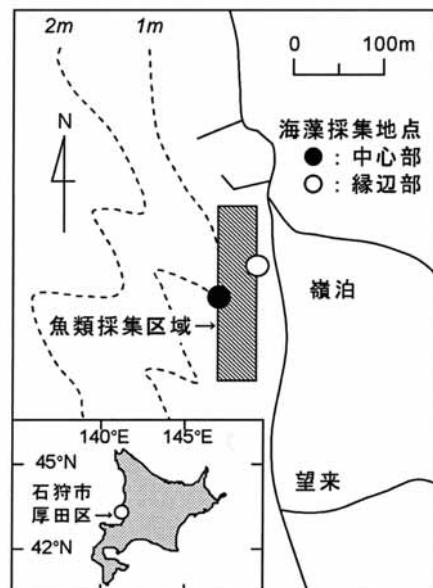 2m
1m
0
100m
N
海藻採集地点
● : 中心部
○ : 縁辺部
嶺泊
魚類採集区域→
望来
140°E
145°E
45°N
石狩市
厚田区
42°N